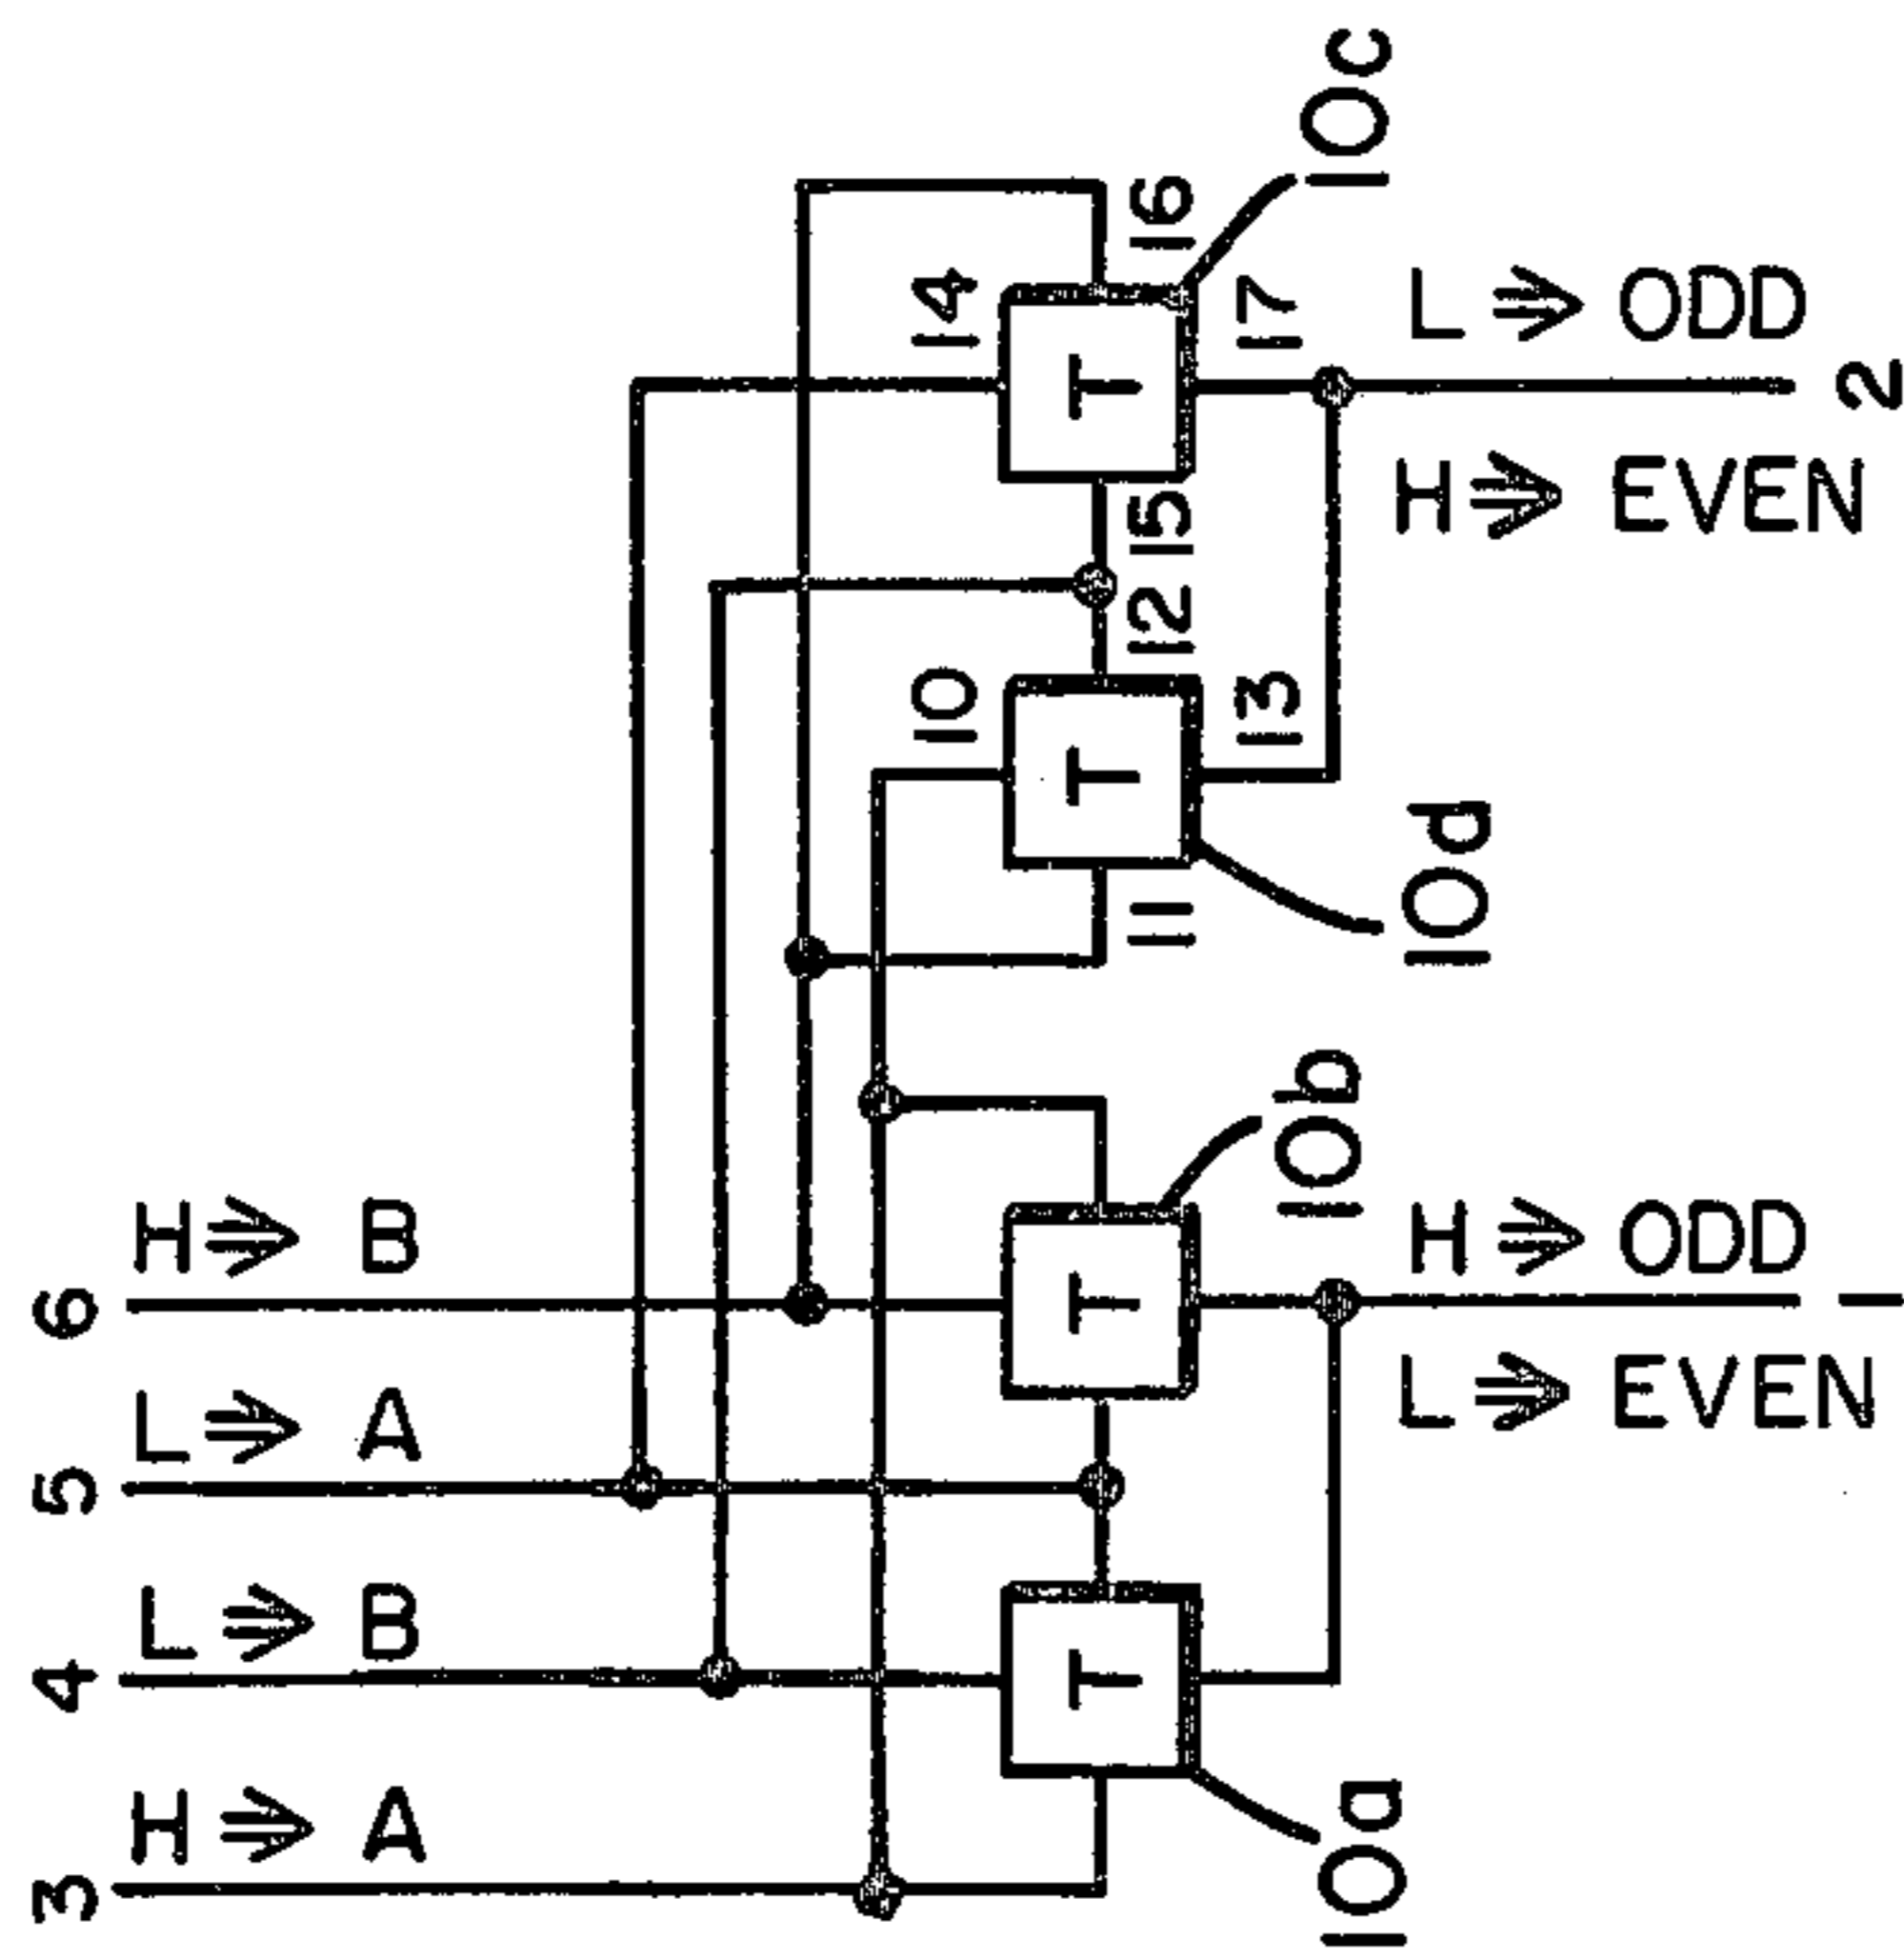 10c
16
14
T
17
L ⇒ ODD
2
H ⇒ EVEN
15
12
10
T
13
10d
11
10b
H ⇒ B
6
T
H ⇒ ODD
1
L ⇒ A
5
L ⇒ EVEN
L ⇒ B
4
T
H ⇒ A
3
10a